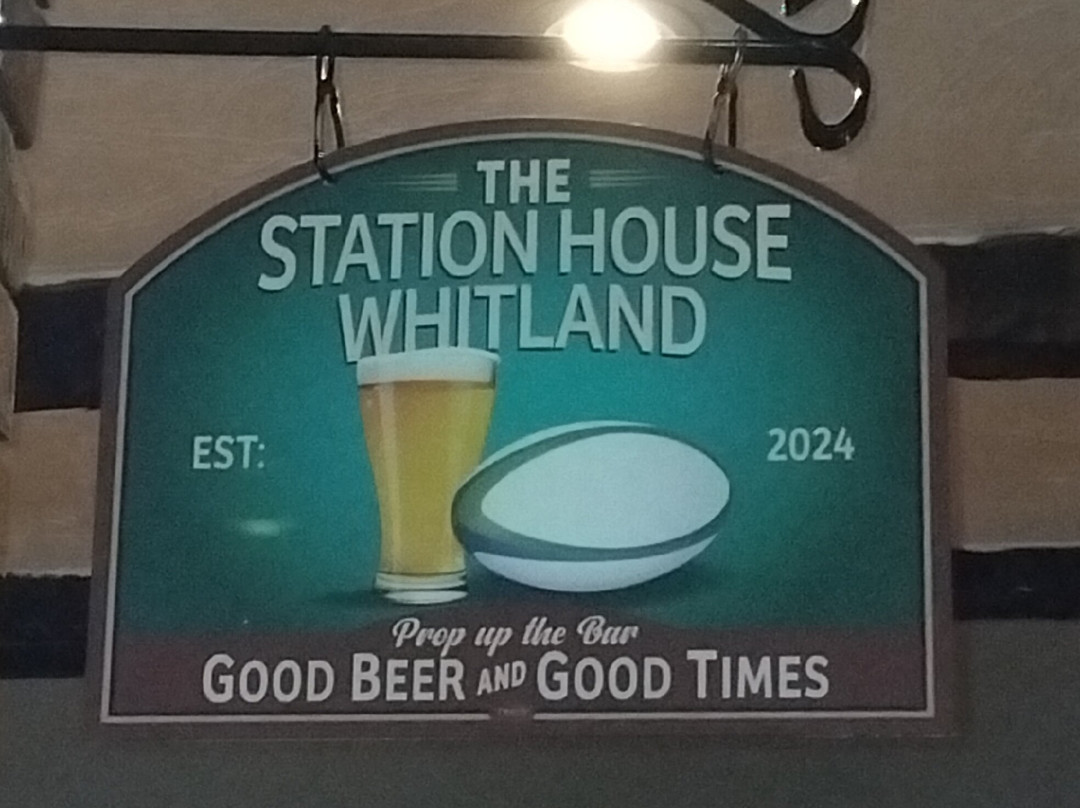 THE
STATION HOUSE
WHITLAND
EST: 2024
Prop up the Bar
GOOD BEER AND GOOD TIMES